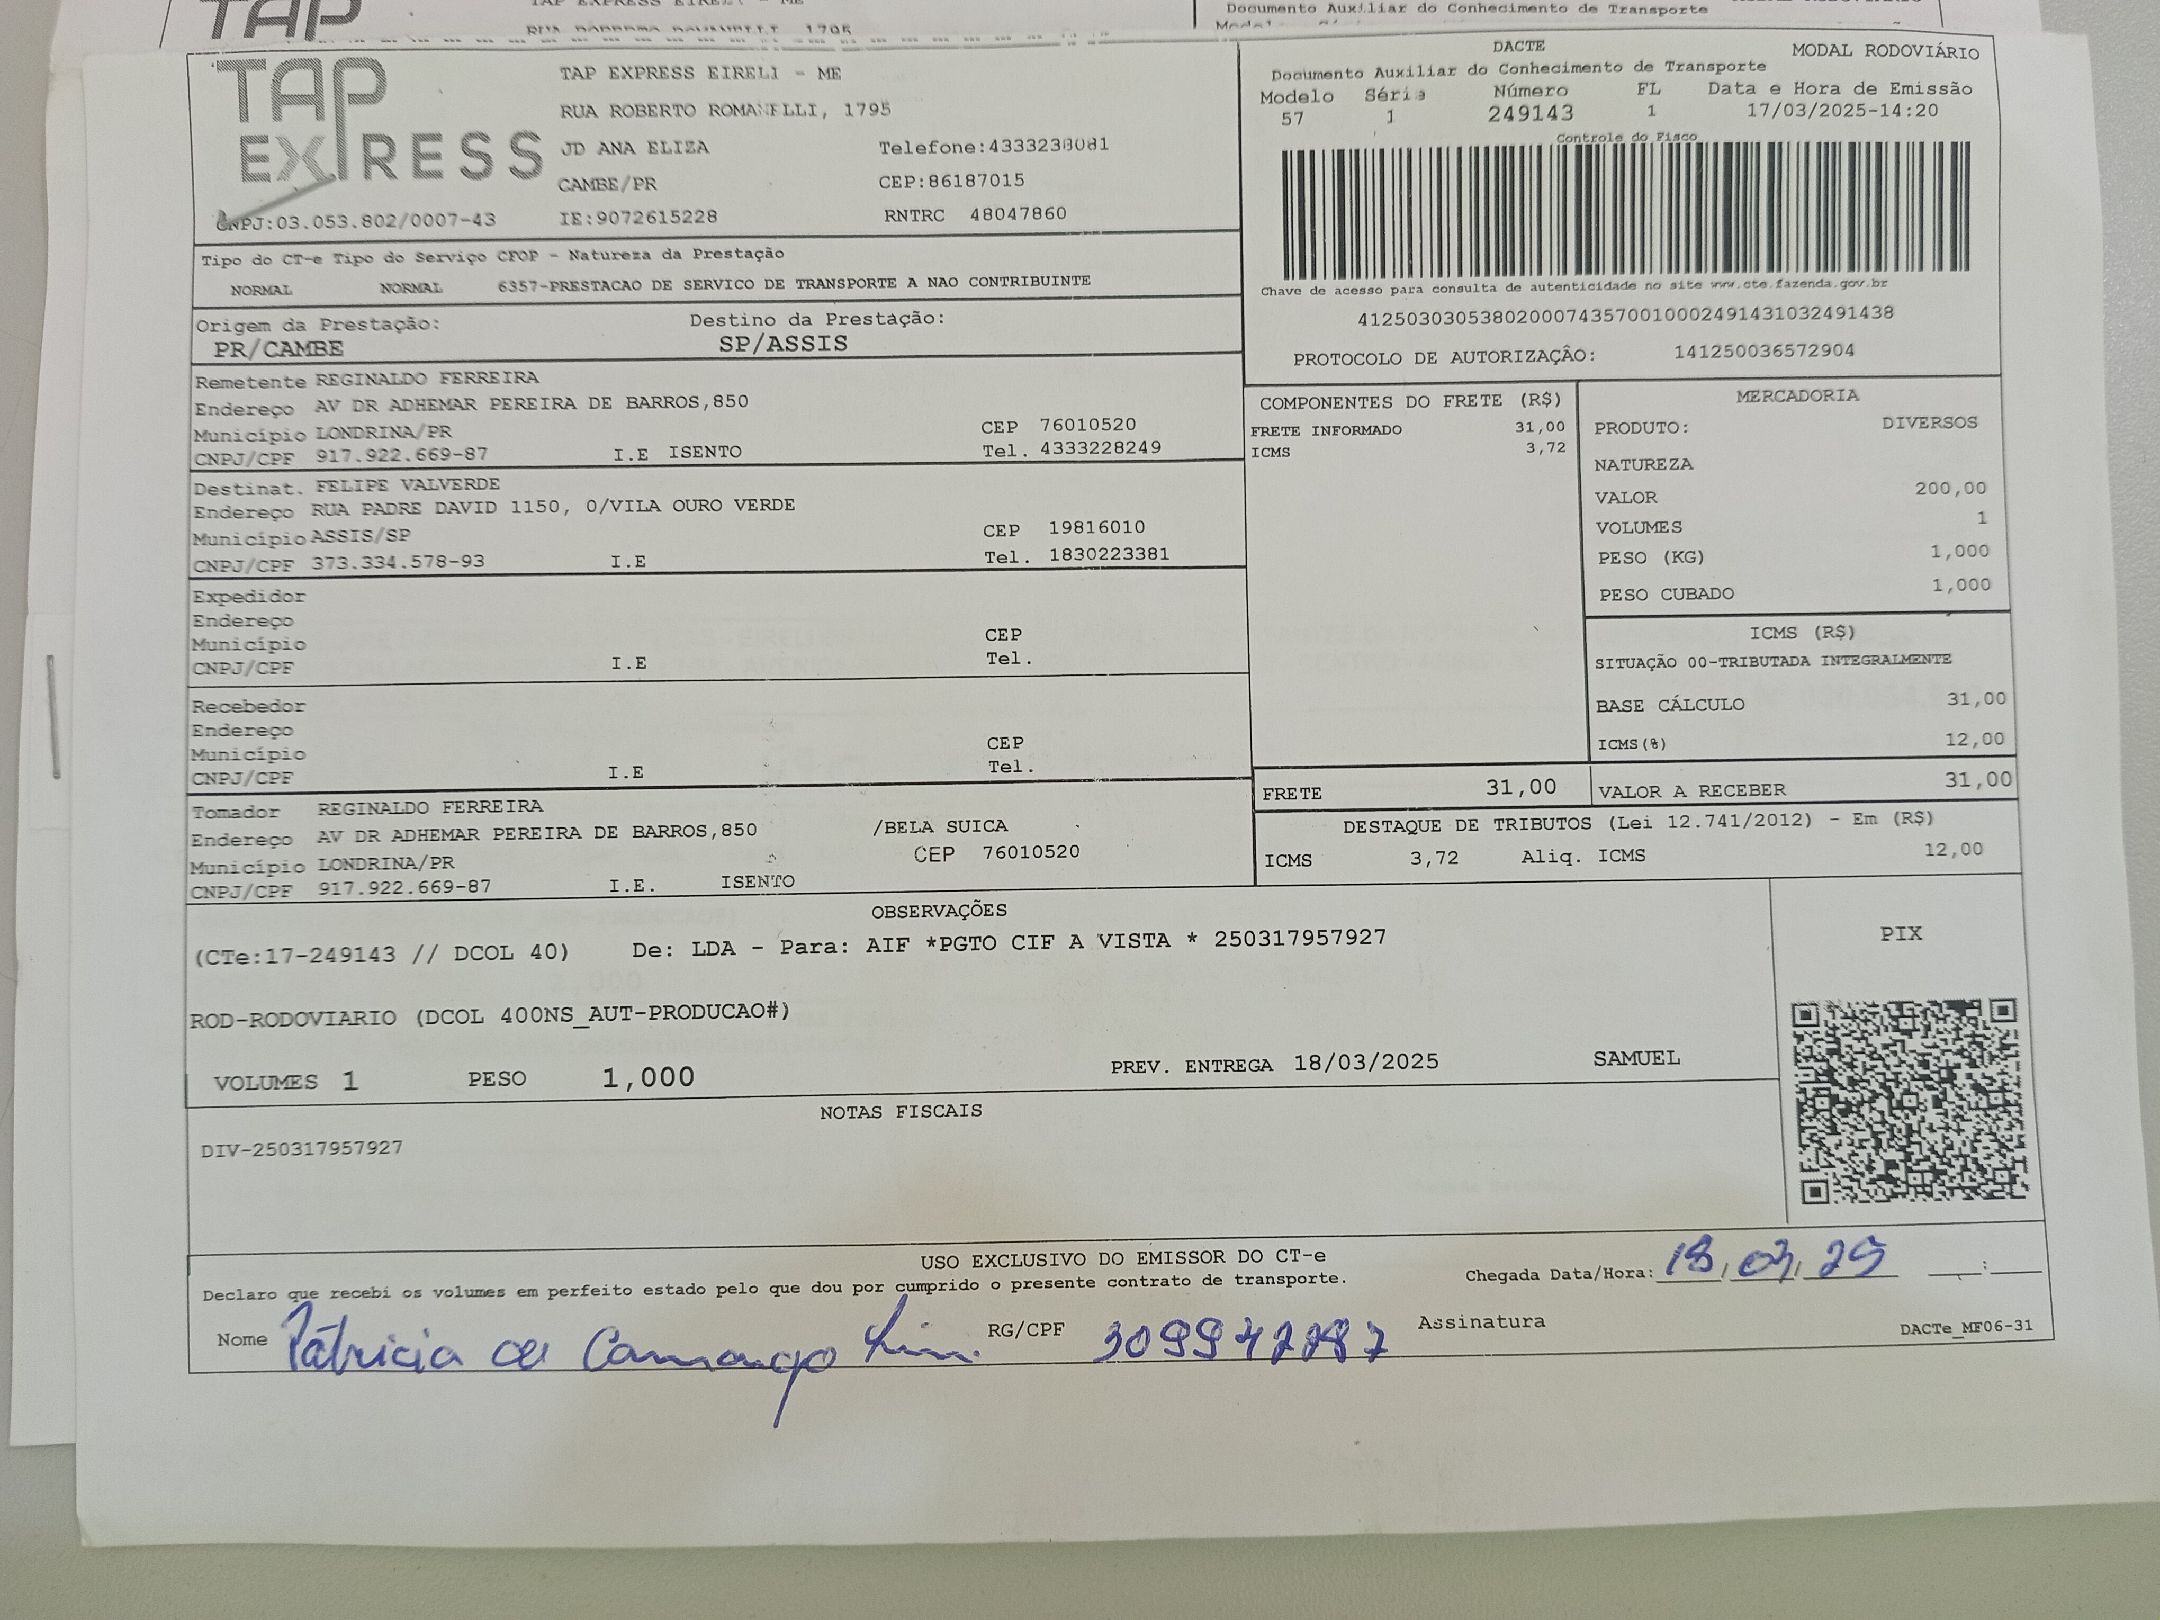 TAP EXPRESS EIRELI - ME
1795
Documento Auxiliar do Conhecimento de Transporte
TAP
EXPRESS
TAP EXPRESS EIRELI - ME
RUA ROBERTO ROMANELLI, 1795
JD ANA ELIZA Telefone:4333238081
CAMBE/PR CEP:86187015
CNPJ:03.053.802/0007-43 IE:9072615228 RNTRC 48047860
DACTE MODAL RODOVIÁRIO
Documento Auxiliar do Conhecimento de Transporte
Modelo Série Número FL Data e Hora de Emissão
57 1 249143 1 17/03/2025-14:20
Controle do Fisco
Chave de acesso para consulta de autenticidade no site www.cte.fazenda.gov.br
41250303053802000743570010002491431032491438
PROTOCOLO DE AUTORIZAÇÂO: 141250036572904
Tipo do CT-e Tipo do Serviço CFOP - Natureza da Prestação
NORMAL NORMAL 6357-PRESTACAO DE SERVICO DE TRANSPORTE A NAO CONTRIBUINTE
Origem da Prestação: Destino da Prestação:
PR/CAMBE SP/ASSIS
Remetente REGINALDO FERREIRA
Endereço AV DR ADHEMAR PEREIRA DE BARROS,850
Município LONDRINA/PR CEP 76010520
CNPJ/CPF 917.922.669-87 I.E ISENTO Tel. 4333228249
Destinat. FELIPE VALVERDE
Endereço RUA PADRE DAVID 1150, 0/VILA OURO VERDE
Município ASSIS/SP CEP 19816010
CNPJ/CPF 373.334.578-93 I.E Tel. 1830223381
Expedidor
Endereço
Município CEP
CNPJ/CPF I.E Tel.
Recebedor
Endereço
Município CEP
CNPJ/CPF I.E Tel.
Tomador REGINALDO FERREIRA
Endereço AV DR ADHEMAR PEREIRA DE BARROS,850 /BELA SUICA
Município LONDRINA/PR CEP 76010520
CNPJ/CPF 917.922.669-87 I.E. ISENTO
COMPONENTES DO FRETE (R$)
FRETE INFORMADO 31,00
ICMS 3,72
MERCADORIA
PRODUTO: DIVERSOS
NATUREZA
VALOR 200,00
VOLUMES 1
PESO (KG) 1,000
PESO CUBADO 1,000
ICMS (R$)
SITUAÇÃO 00-TRIBUTADA INTEGRALMENTE
BASE CÁLCULO 31,00
ICMS(%) 12,00
FRETE 31,00 VALOR A RECEBER 31,00
DESTAQUE DE TRIBUTOS (Lei 12.741/2012) - Em (R$)
ICMS 3,72 Aliq. ICMS 12,00
OBSERVAÇÕES
(CTe:17-249143 // DCOL 40) De: LDA - Para: AIF *PGTO CIF A VISTA * 250317957927
ROD-RODOVIARIO (DCOL 400NS_AUT-PRODUCAO#)
VOLUMES 1 PESO 1,000 PREV. ENTREGA 18/03/2025 SAMUEL
PIX
NOTAS FISCAIS
DIV-250317957927
USO EXCLUSIVO DO EMISSOR DO CT-e
Declaro que recebi os volumes em perfeito estado pelo que dou por cumprido o presente contrato de transporte. Chegada Data/Hora: 18, 03, 25 :
Nome Patricia de Camargo RG/CPF Assinatura DACTe_MF06-31